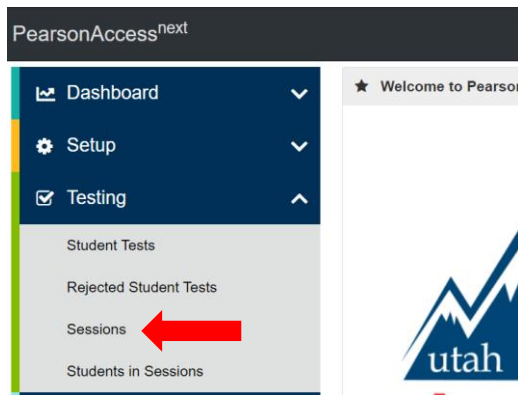 PearsonAccessnext
Dashboard
★ Welcome to Pearson
Setup
Testing
Student Tests
Rejected Student Tests
Sessions
Students in Sessions
utah